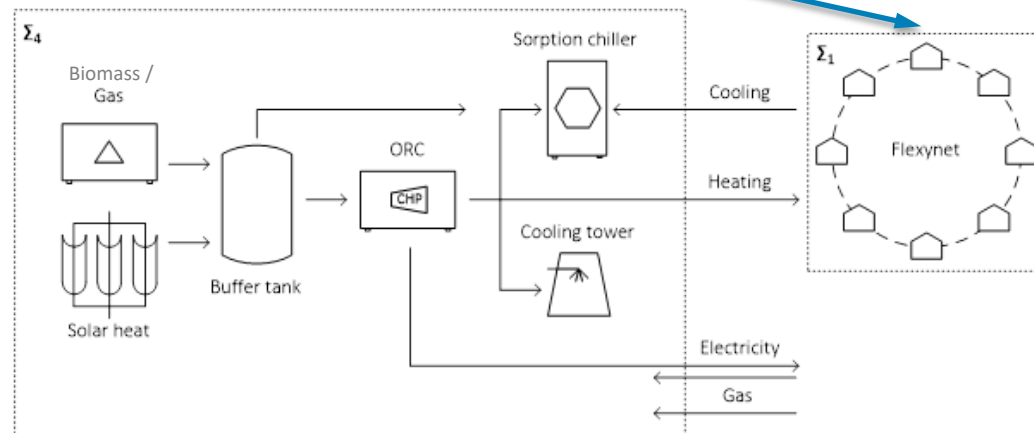 Σ4
Biomass /
Gas
Solar heat
Buffer tank
ORC
CHP
Sorption chiller
Cooling tower
Cooling
Heating
Electricity
Gas
Σ1
Flexynet